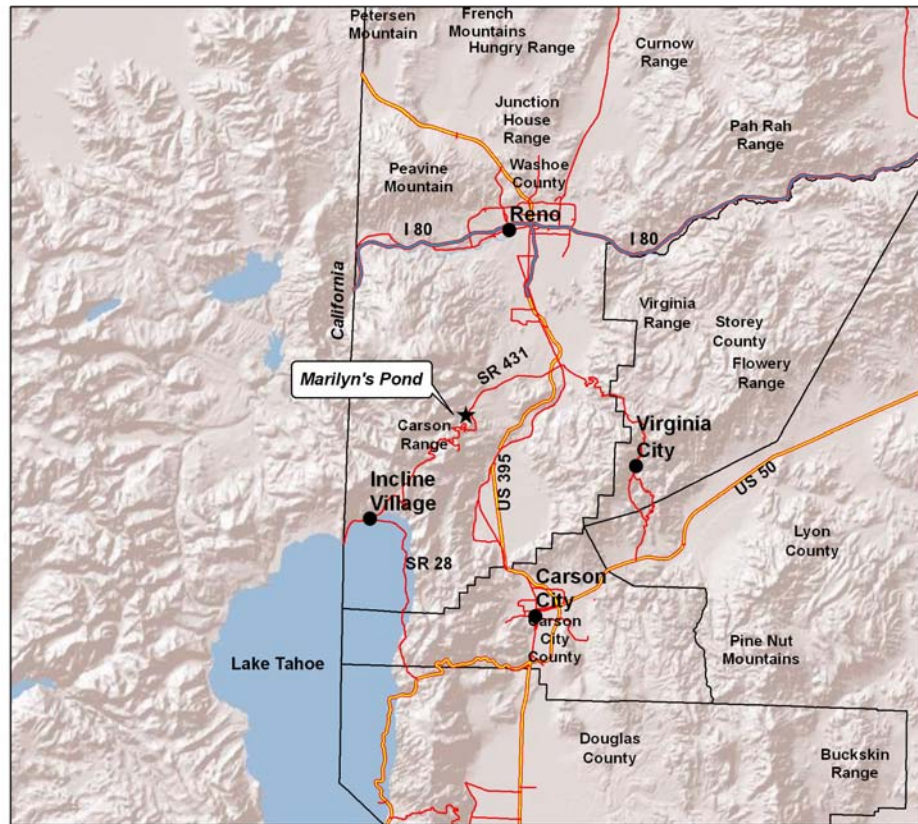 Petersen
Mountain
French
Mountains
Hungry Range
Curnow
Range
Junction
House
Range
Pah Rah
Range
Peavine
Mountain
Washoe
County
Reno
I 80
I 80
California
Virginia
Range
Storey
County
Flowery
Range
SR 431
Marilyn's Pond
Carson
Range
Virginia
City
Incline
Village
US 395
US 50
Lyon
County
SR 28
Carson
City
Carson
City
County
Pine Nut
Mountains
Lake Tahoe
Douglas
County
Buckskin
Range